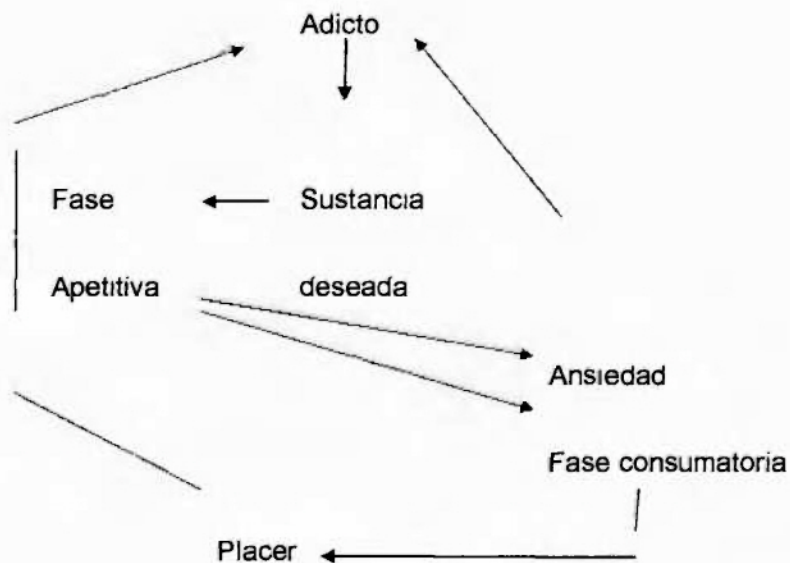 Adicto
Fase Sustancia
Apetitiva deseada
Ansiedad
Fase consumatoria
Placer